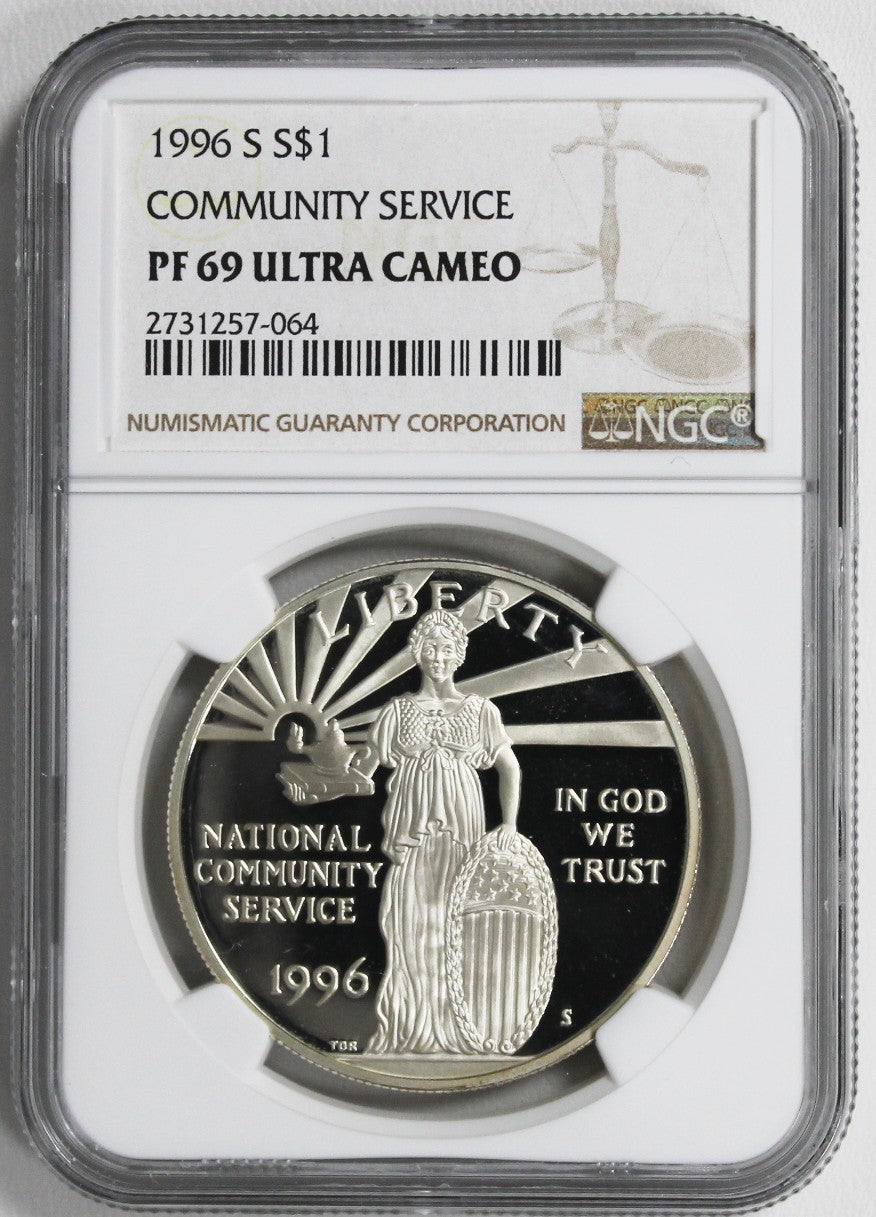 1996 S S$1
COMMUNITY SERVICE
PF 69 ULTRA CAMEO
2731257-064
NUMISMATIC GUARANTY CORPORATION
NGC®
LIBERTY
NATIONAL
COMMUNITY
SERVICE
1996
IN GOD
WE
TRUST
S
TGR